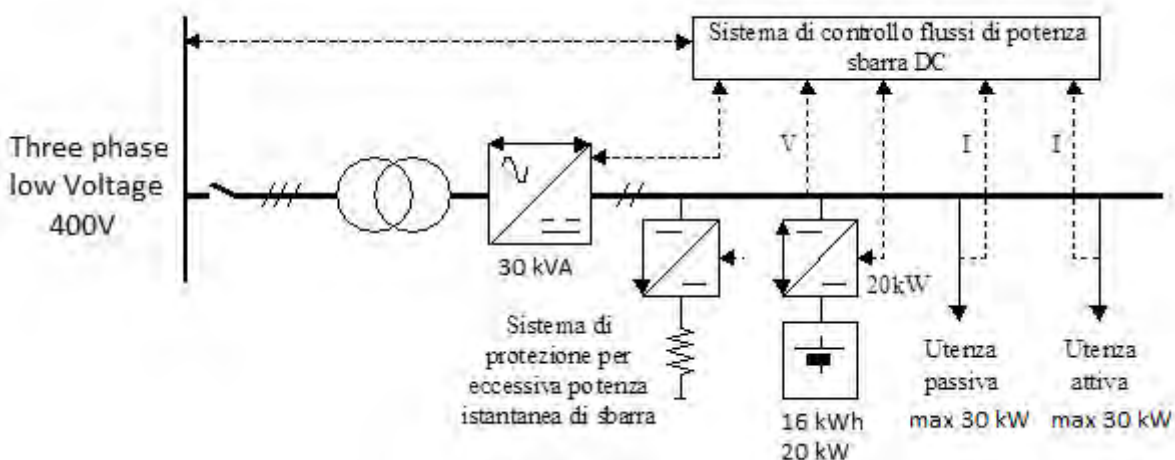 Sistema di controllo flussi di potenza
sbarra DC
Three phase
low Voltage
400V
V
I
I
30 kVA
20kW
Sistema di
protezione per
eccessiva potenza
istantanea di sbarra
16 kWh
20 kW
Utenza
passiva
max 30 kW
Utenza
attiva
max 30 kW